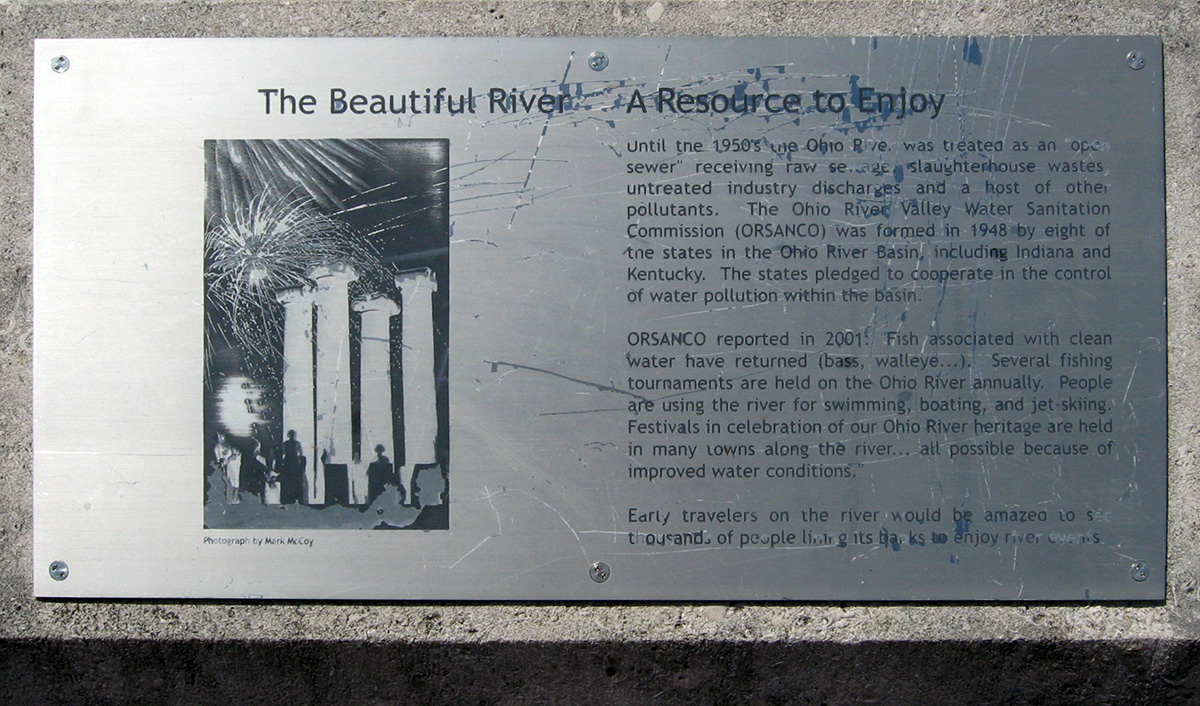 The Beautiful River A Resource to Enjoy
Until the 1950's the Ohio River was treated as an "open
sewer" receiving raw sewage, slaughterhouse wastes,
untreated industry discharges and a host of other
pollutants. The Ohio River Valley Water Sanitation
Commission (ORSANCO) was formed in 1948 by eight of
the states in the Ohio River Basin, including Indiana and
Kentucky. The states pledged to cooperate in the control
of water pollution within the basin.
ORSANCO reported in 2001: "Fish associated with clean
water have returned (bass, walleye...). Several fishing
tournaments are held on the Ohio River annually. People
are using the river for swimming, boating, and jet-skiing.
Festivals in celebration of our Ohio River heritage are held
in many towns along the river... all possible because of
improved water conditions."
Early travelers on the river would be amazed to see
thousands of people lining its banks to enjoy river events.
Photograph by Mark McCoy